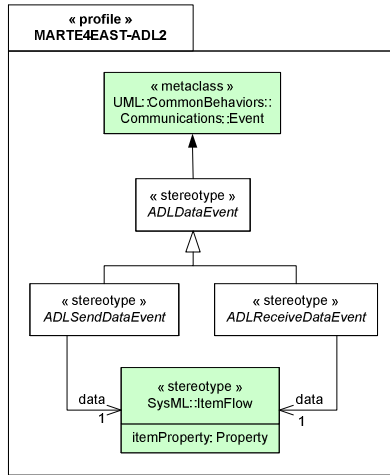 « profile »
MARTE4EAST-ADL2
« metaclass »
UML::CommonBehaviors::
Communications::Event
« stereotype »
ADLDataEvent
« stereotype »
ADLSendDataEvent
« stereotype »
ADLReceiveDataEvent
data
1
data
1
« stereotype »
SysML::ItemFlow
itemProperty: Property